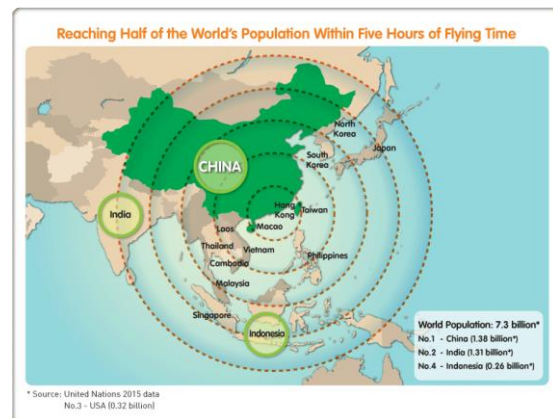 Reaching Half of the World's Population Within Five Hours of Flying Time
North
Korea
CHINA
South
Korea
Japan
Hong
Kong
Taiwan
India
Macao
Laos
Thailand
Vietnam
Cambodia
Philippines
Malaysia
Singapore
Indonesia
World Population: 7.3 billion*
No.1 - China (1.38 billion*)
No.2 - India (1.31 billion*)
No.4 - Indonesia (0.26 billion*)
* Source: United Nations 2015 data
No.3 - USA (0.32 billion)